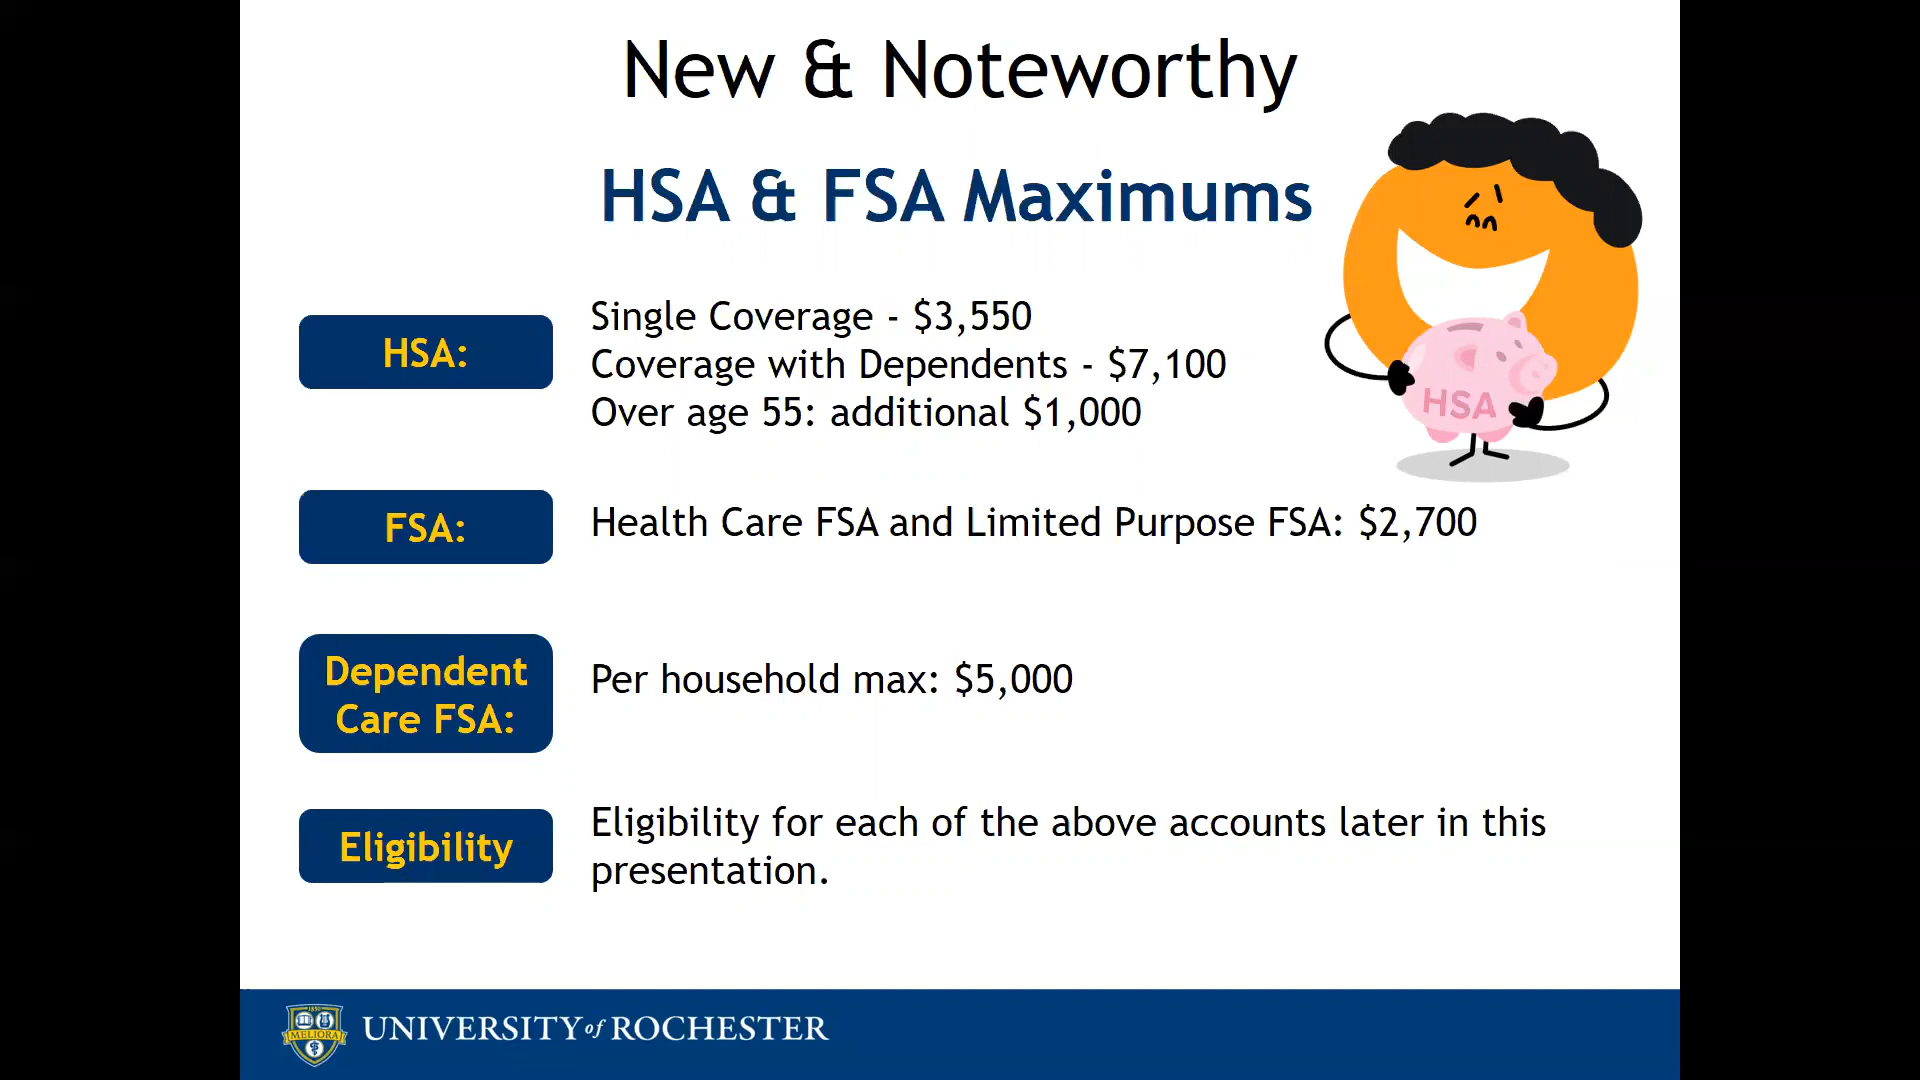 New & Noteworthy
HSA & FSA Maximums
HSA:
Single Coverage - $3,550
Coverage with Dependents - $7,100
Over age 55: additional $1,000
HSA
FSA:
Health Care FSA and Limited Purpose FSA: $2,700
Dependent
Care FSA:
Per household max: $5,000
Eligibility
Eligibility for each of the above accounts later in this
presentation.
1850
MELIORA
UNIVERSITY of ROCHESTER